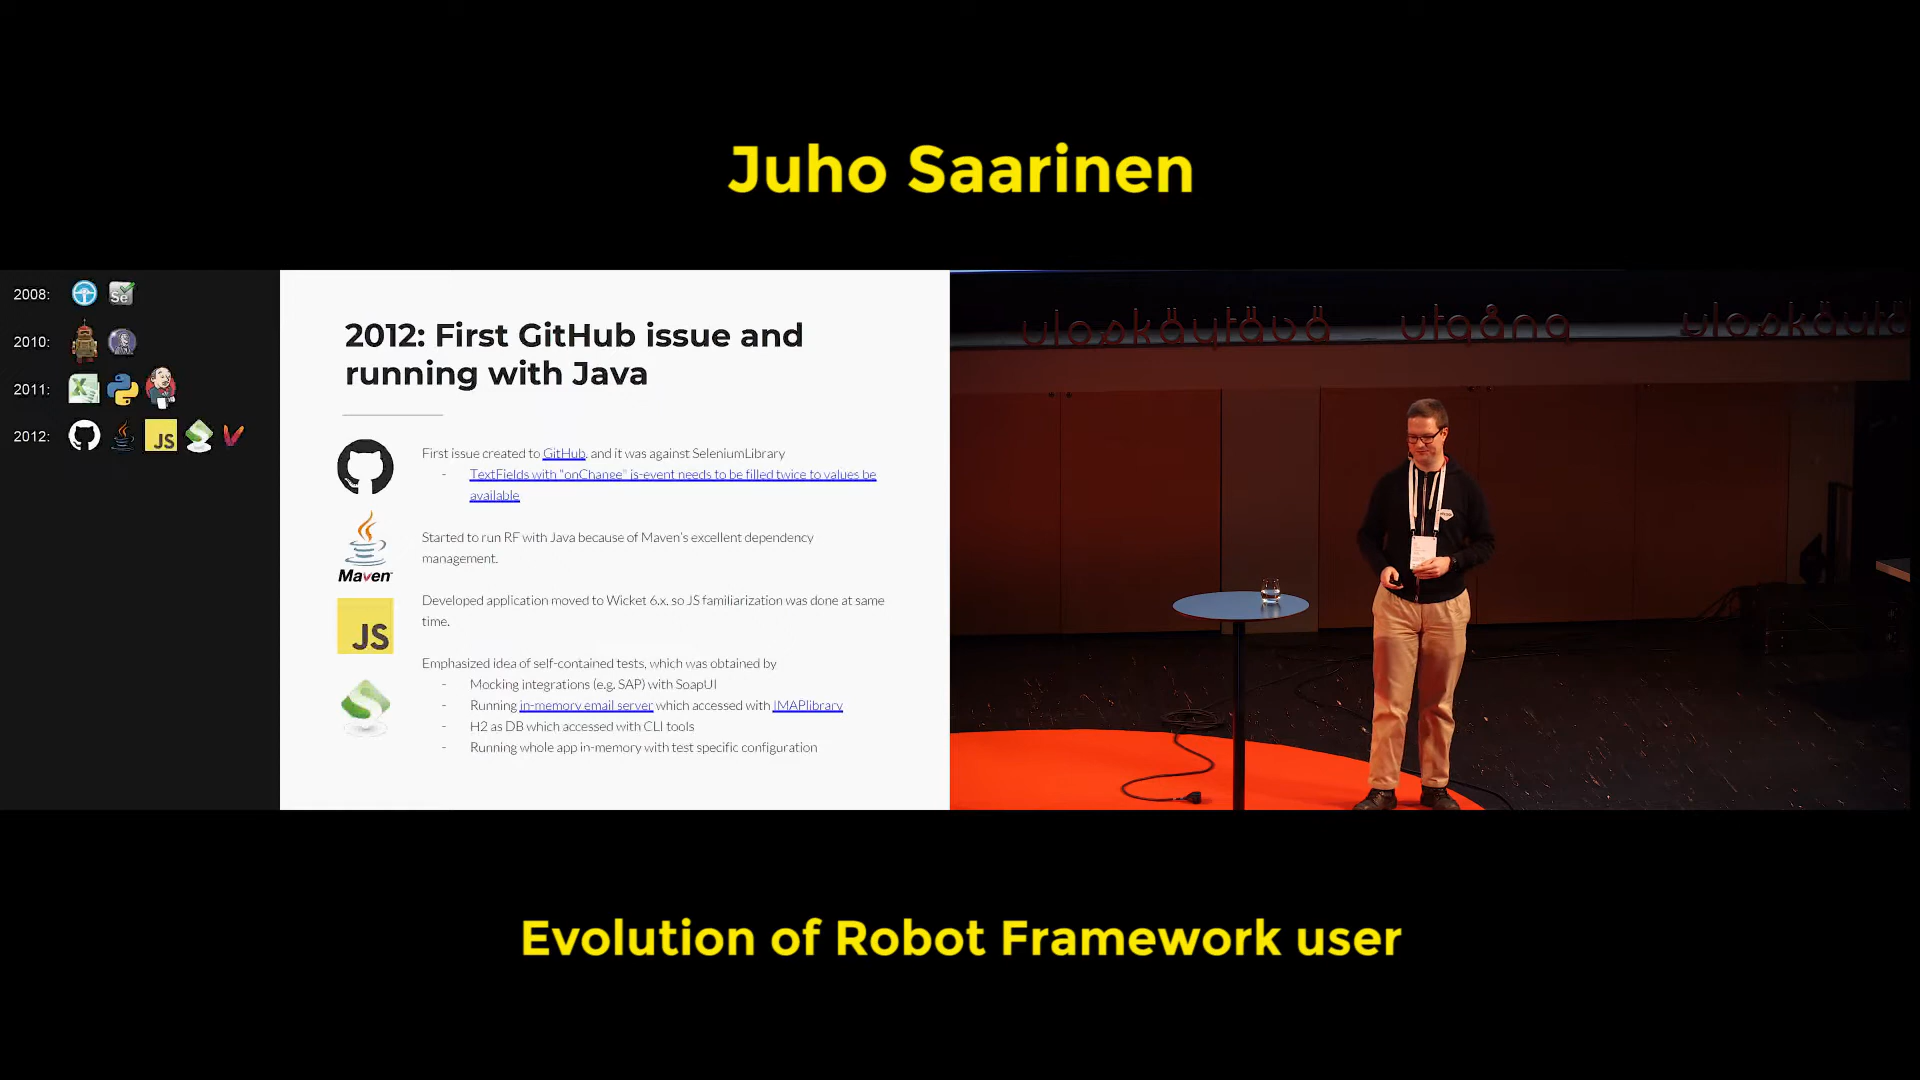 Juho Saarinen
2008:
Se
2010:
2011:
2012:
JS
2012: First GitHub issue and
running with Java
First issue created to GitHub, and it was against SeleniumLibrary
- TextFields with "onChange" js-event needs to be filled twice to values be
available
Started to run RF with Java because of Maven's excellent dependency
management.
Maven
Developed application moved to Wicket 6.x, so JS familiarization was done at same
time.
JS
Emphasized idea of self-contained tests, which was obtained by
- Mocking integrations (e.g. SAP) with SoapUI
- Running in-memory email server which accessed with IMAPlibrary
- H2 as DB which accessed with CLI tools
- Running whole app in-memory with test specific configuration
uloskäytävä utgång uloskäytä
Evolution of Robot Framework user